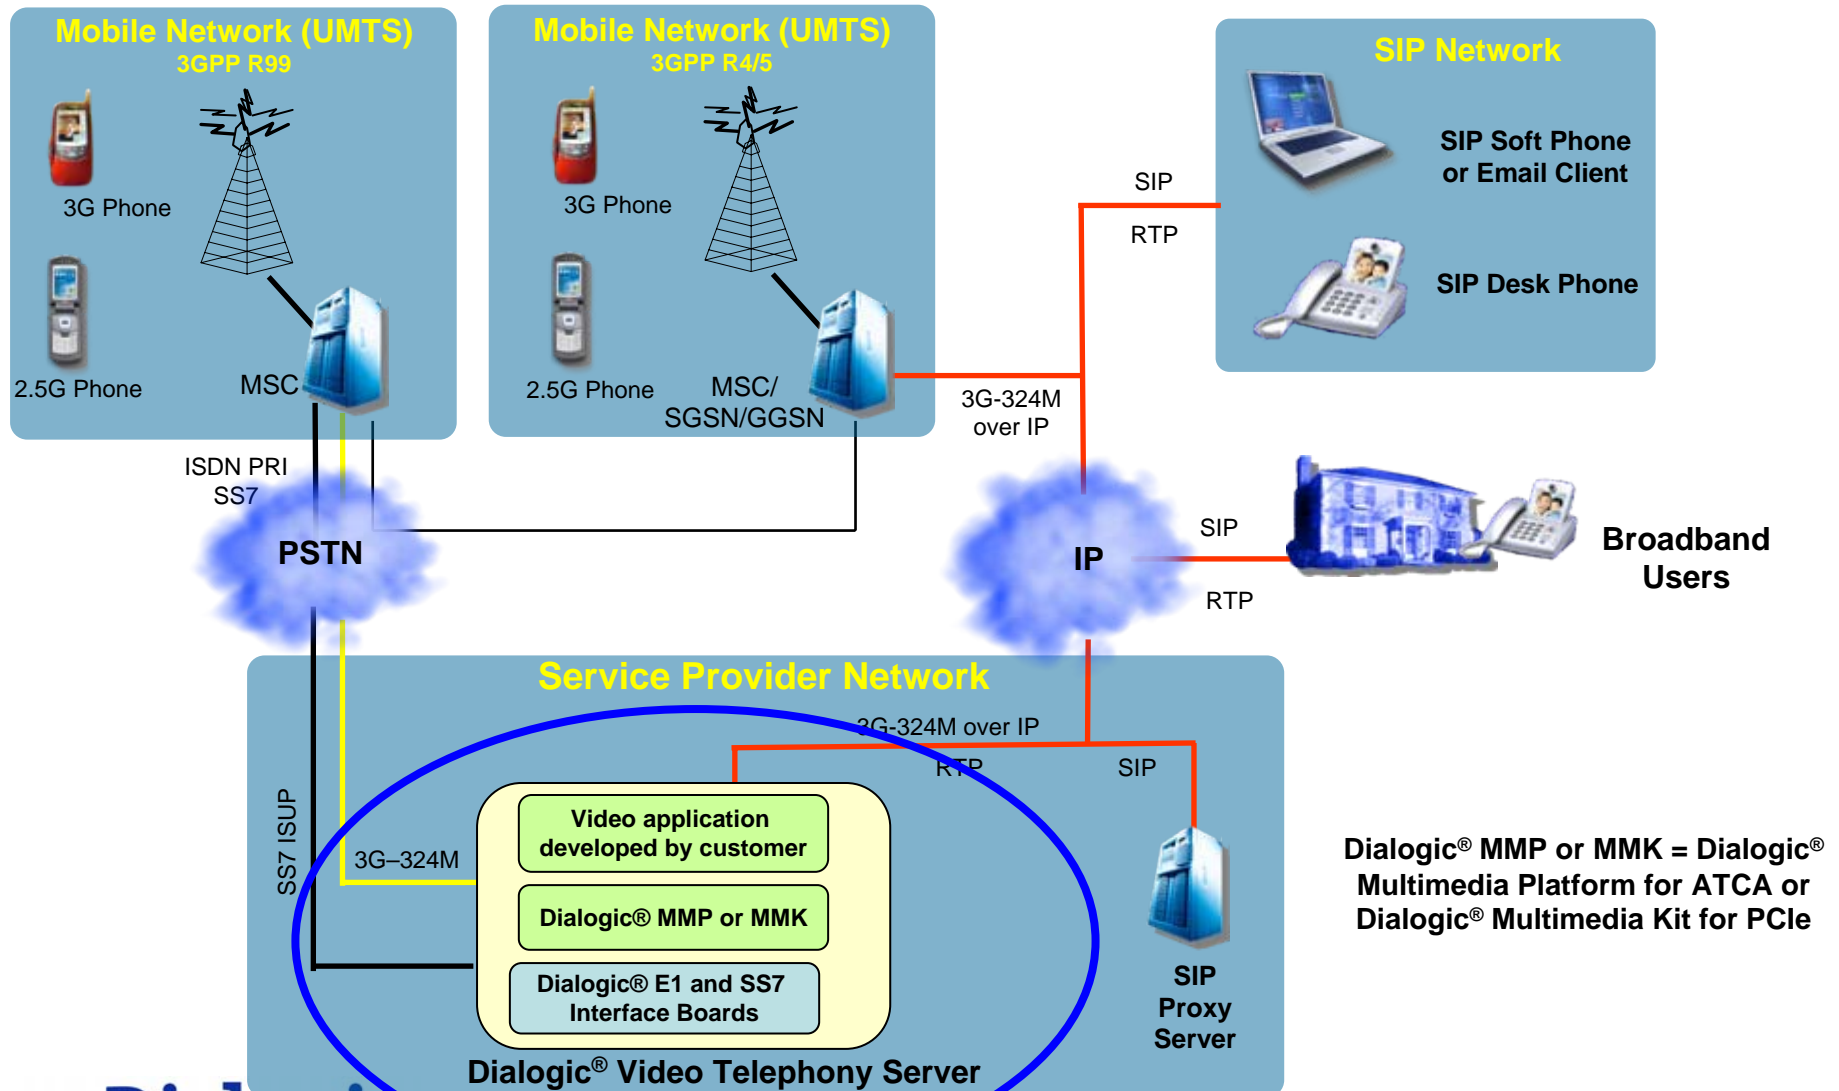 Mobile Network (UMTS)
3GPP R99
3G Phone
2.5G Phone
MSC
Mobile Network (UMTS)
3GPP R4/5
3G Phone
2.5G Phone
MSC/
SGSN/GGSN
SIP Network
SIP Soft Phone
or Email Client
SIP Desk Phone
SIP
RTP
3G-324M
over IP
ISDN PRI
SS7
PSTN
IP
SIP
RTP
Broadband
Users
Service Provider Network
3G-324M over IP
RTP
SIP
SS7 ISUP
3G–324M
Video application
developed by customer
Dialogic® MMP or MMK
Dialogic® E1 and SS7
Interface Boards
Dialogic® Video Telephony Server
SIP
Proxy
Server
Dialogic® MMP or MMK = Dialogic®
Multimedia Platform for ATCA or
Dialogic® Multimedia Kit for PCIe